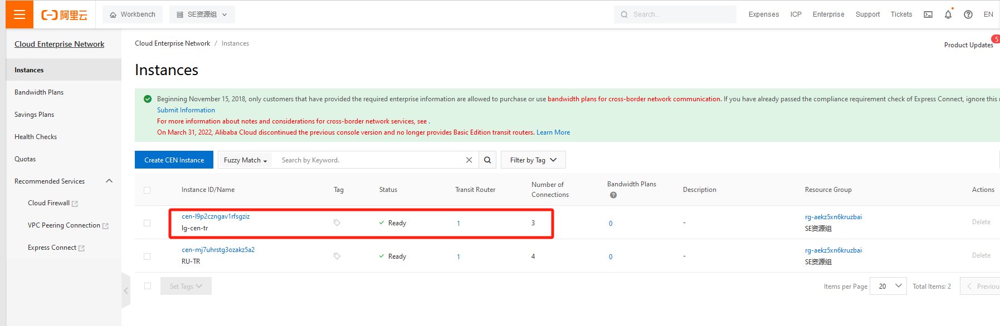 阿里云
Workbench
SE资源组
Search...
Expenses
ICP
Enterprise
Support
Tickets
EN
Cloud Enterprise Network
Instances
Bandwidth Plans
Savings Plans
Health Checks
Quotas
Recommended Services
Cloud Firewall
VPC Peering Connection
Express Connect
Cloud Enterprise Network / Instances
Product Updates
5
Instances
Beginning November 15, 2018, only customers that have provided the required enterprise information are allowed to purchase or use bandwidth plans for cross-border network communication. If you have already passed the compliance requirement check of Express Connect, ignore this
Submit Information
For more information about notes and considerations for cross-border network services, see .
On March 31, 2022, Alibaba Cloud discontinued the previous console version and no longer provides Basic Edition transit routers. Learn More
Create CEN Instance
Fuzzy Match
Search by Keyword.
Filter by Tag
Instance ID/Name
Tag
Status
Transit Router
Number of
Connections
Bandwidth Plans
Description
Resource Group
Actions
cen-l9p2czngav1rfsgziz
lg-cen-tr
Ready
1
3
0
-
rg-aekz5xn6kruzbai
SE资源组
Delete
cen-mj7uhrstg3ozakz5a2
RU-TR
Ready
1
4
0
-
rg-aekz5xn6kruzbai
SE资源组
Delete
Set Tags
Items per Page
20
Total Items: 2
Previou